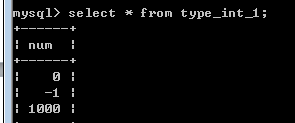 mysql> select * from type_int_1;
+------+
| num  |
+------+
|    0 |
|   -1 |
| 1000 |